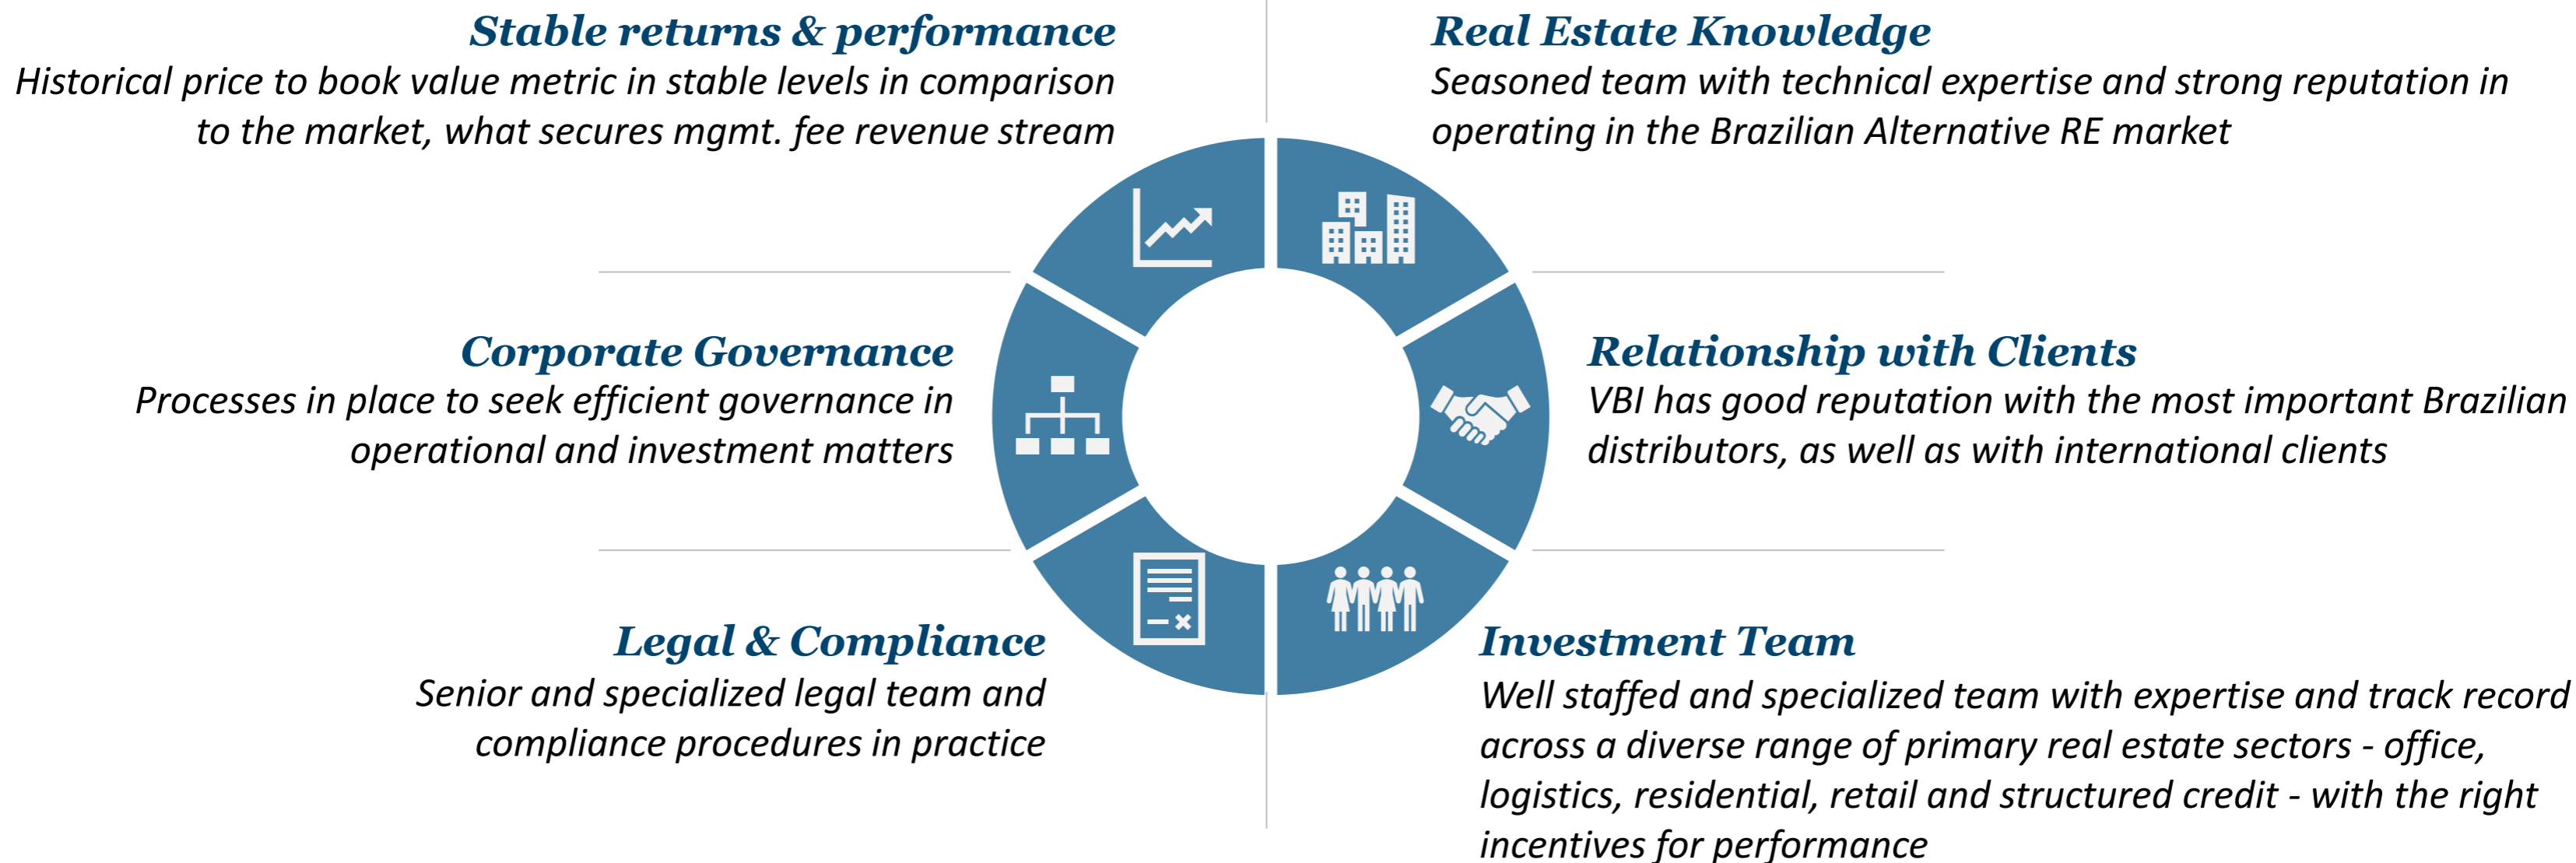 Stable returns & performance
Historical price to book value metric in stable levels in comparison
to the market, what secures mgmt. fee revenue stream
Real Estate Knowledge
Seasoned team with technical expertise and strong reputation in
operating in the Brazilian Alternative RE market
Corporate Governance
Processes in place to seek efficient governance in
operational and investment matters
Relationship with Clients
VBI has good reputation with the most important Brazilian
distributors, as well as with international clients
Legal & Compliance
Senior and specialized legal team and
compliance procedures in practice
Investment Team
Well staffed and specialized team with expertise and track record
across a diverse range of primary real estate sectors - office,
logistics, residential, retail and structured credit - with the right
incentives for performance